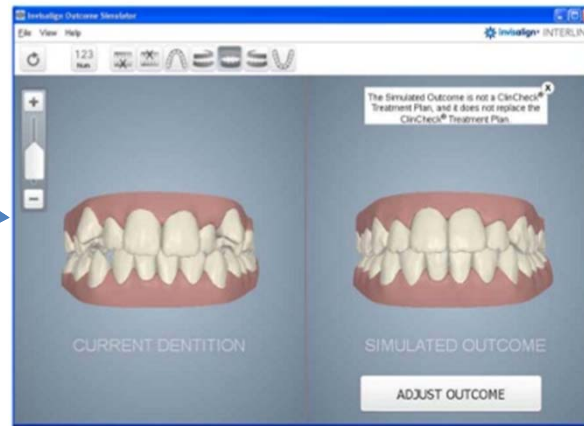 Invisalign Outcome Simulator
File View Help
invisalign INTERLIN
123
Num
The Simulated Outcome is not a ClinCheck®
Treatment Plan, and it does not replace the
ClinCheck® Treatment Plan.
X
CURRENT DENTITION
SIMULATED OUTCOME
ADJUST OUTCOME